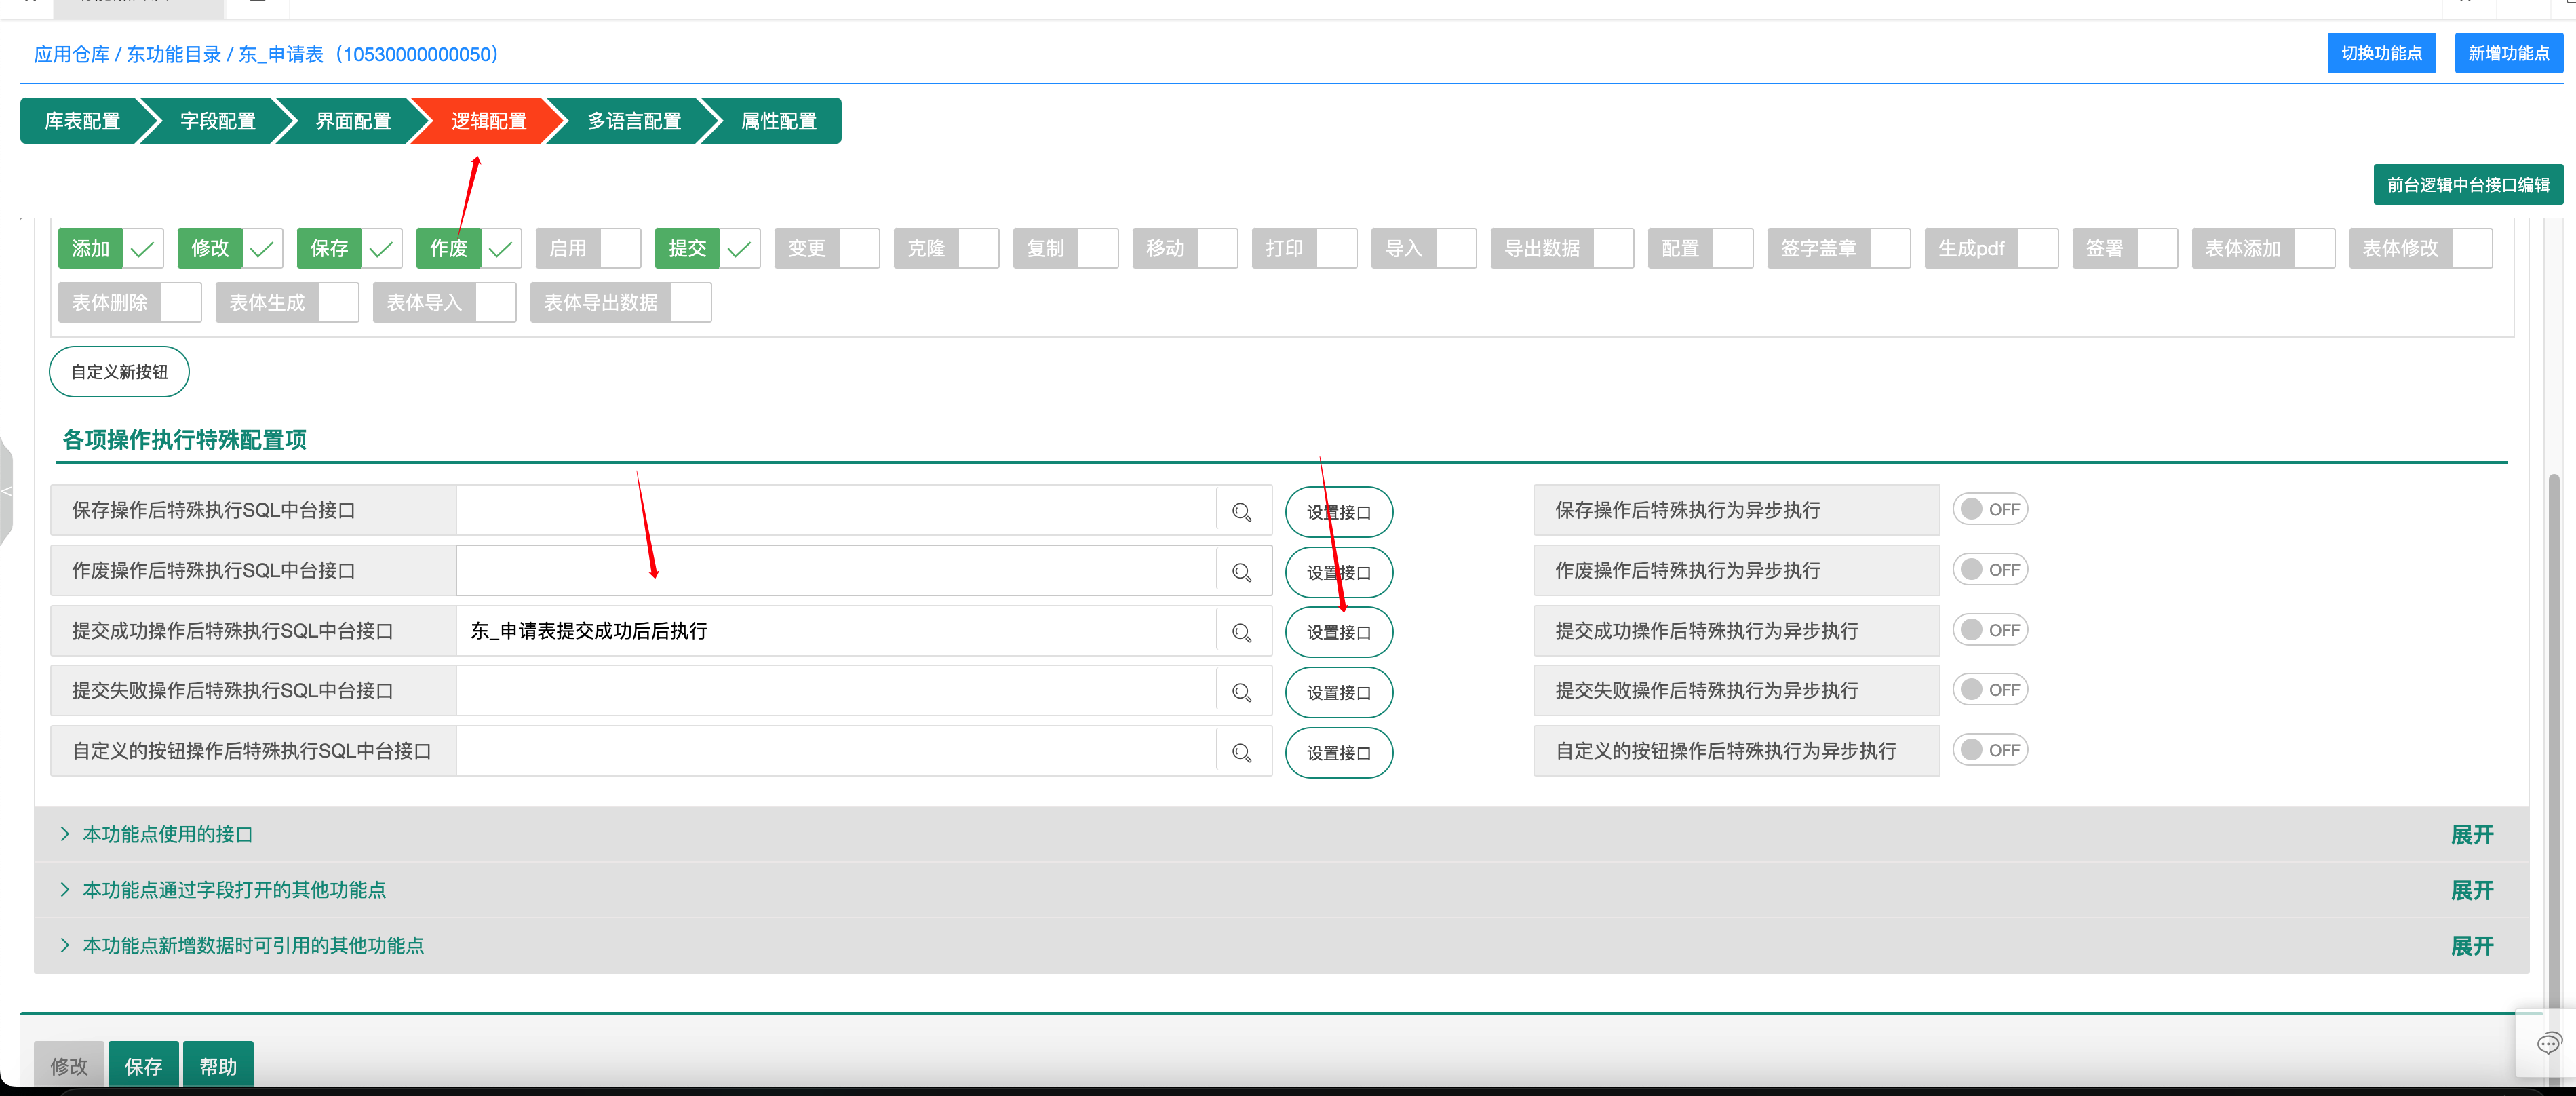 应用仓库 / 东功能目录 / 东_申请表（10530000000050）
切换功能点
新增功能点
库表配置
字段配置
界面配置
逻辑配置
多语言配置
属性配置
前台逻辑中台接口编辑
添加
修改
保存
作废
启用
提交
变更
克隆
复制
移动
打印
导入
导出数据
配置
签字盖章
生成pdf
签署
表体添加
表体修改
表体删除
表体生成
表体导入
表体导出数据
自定义新按钮
各项操作执行特殊配置项
保存操作后特殊执行SQL中台接口
设置接口
保存操作后特殊执行为异步执行
OFF
作废操作后特殊执行SQL中台接口
设置接口
作废操作后特殊执行为异步执行
OFF
提交成功操作后特殊执行SQL中台接口
东_申请表提交成功后后执行
设置接口
提交成功操作后特殊执行为异步执行
OFF
提交失败操作后特殊执行SQL中台接口
设置接口
提交失败操作后特殊执行为异步执行
OFF
自定义的按钮操作后特殊执行SQL中台接口
设置接口
自定义的按钮操作后特殊执行为异步执行
OFF
本功能点使用的接口
展开
本功能点通过字段打开的其他功能点
展开
本功能点新增数据时可引用的其他功能点
展开
修改
保存
帮助